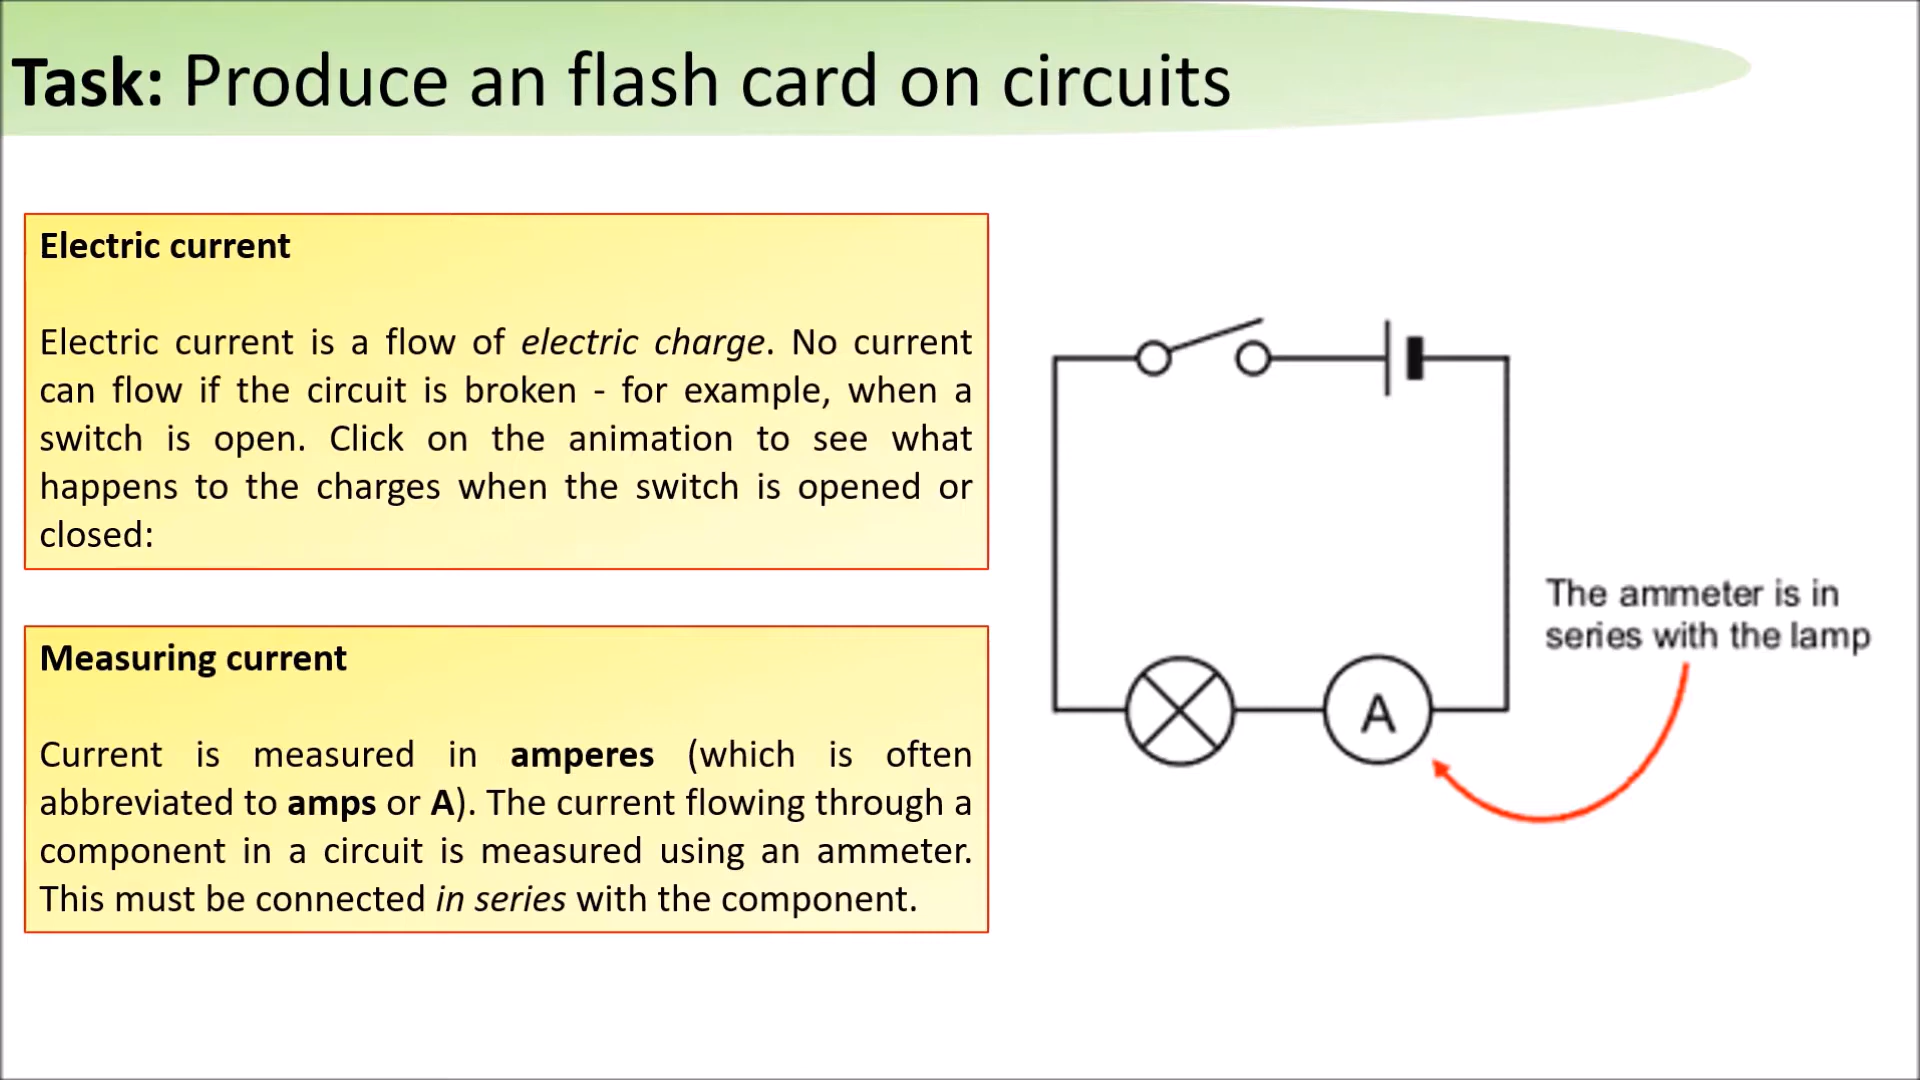 Task: Produce an flash card on circuits
Electric current
Electric current is a flow of electric charge. No current
can flow if the circuit is broken - for example, when a
switch is open. Click on the animation to see what
happens to the charges when the switch is opened or
closed:
Measuring current
Current is measured in amperes (which is often
abbreviated to amps or A). The current flowing through a
component in a circuit is measured using an ammeter.
This must be connected in series with the component.
The ammeter is in
series with the lamp
A